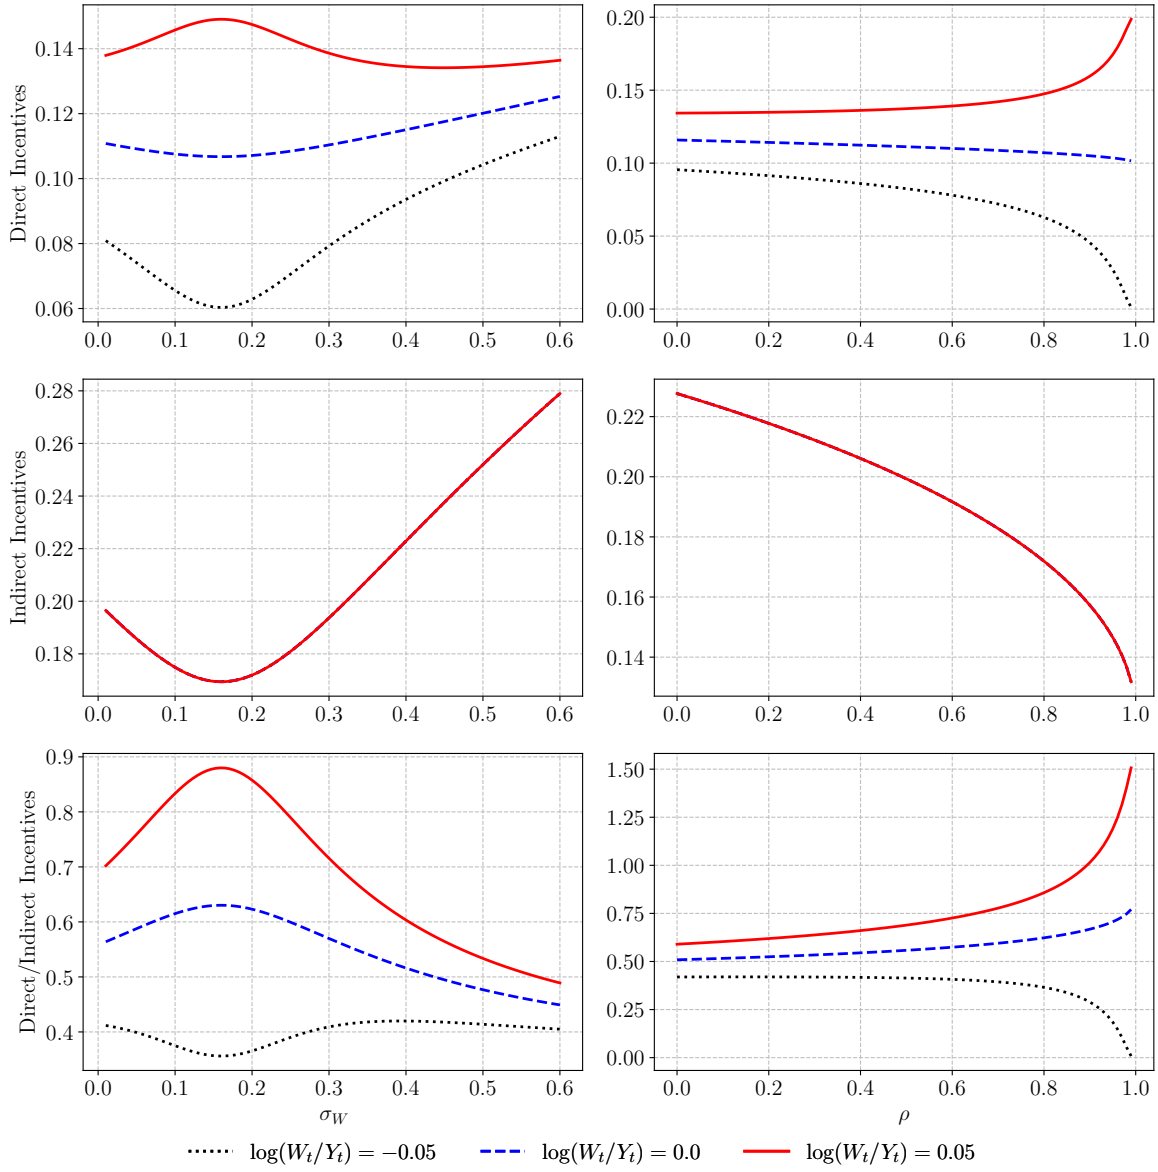 Direct Incentives
0.14
0.12
0.10
0.08
0.06
0.0 0.1 0.2 0.3 0.4 0.5 0.6
0.20
0.15
0.10
0.05
0.00
0.0 0.2 0.4 0.6 0.8 1.0
Indirect Incentives
0.28
0.26
0.24
0.22
0.20
0.18
0.0 0.1 0.2 0.3 0.4 0.5 0.6
0.22
0.20
0.18
0.16
0.14
0.0 0.2 0.4 0.6 0.8 1.0
Direct/Indirect Incentives
0.9
0.8
0.7
0.6
0.5
0.4
0.0 0.1 0.2 0.3 0.4 0.5 0.6
σ_W
1.50
1.25
1.00
0.75
0.50
0.25
0.00
0.0 0.2 0.4 0.6 0.8 1.0
ρ
log(W_t/Y_t) = −0.05 log(W_t/Y_t) = 0.0 log(W_t/Y_t) = 0.05